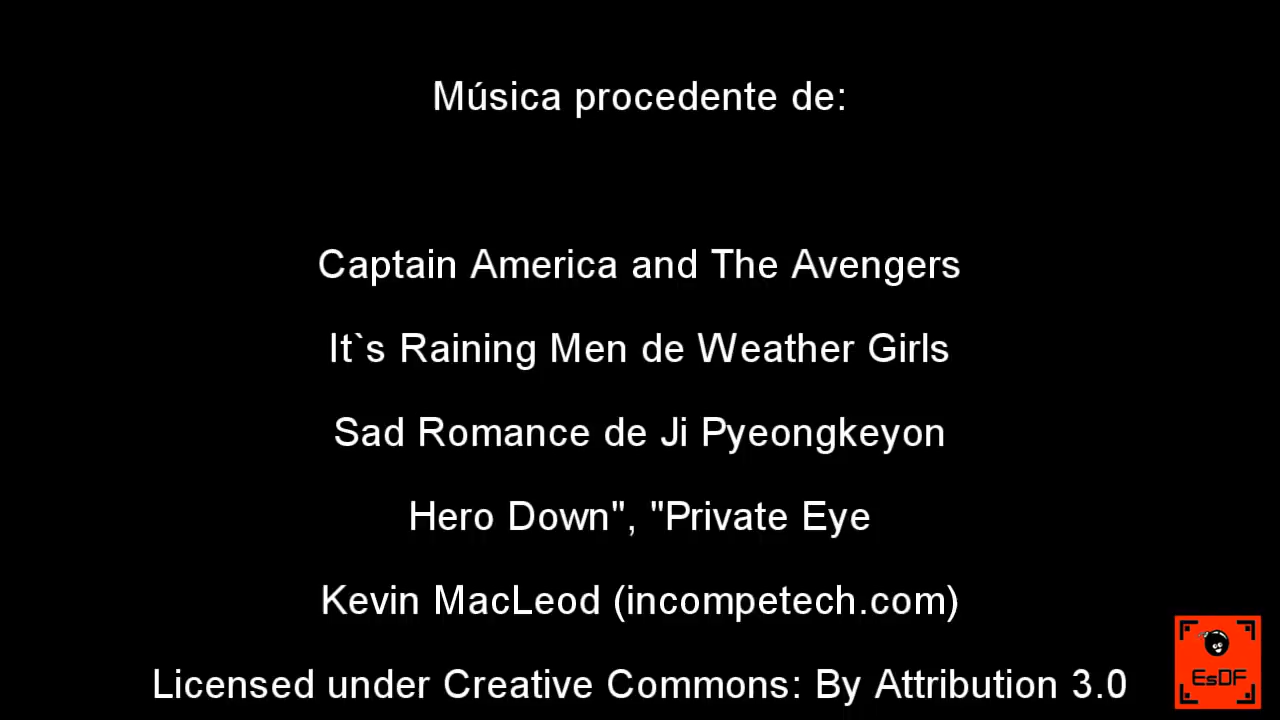 Música procedente de:
Captain America and The Avengers
It`s Raining Men de Weather Girls
Sad Romance de Ji Pyeongkeyon
Hero Down", "Private Eye
Kevin MacLeod (incompetech.com)
Licensed under Creative Commons: By Attribution 3.0
EsDF